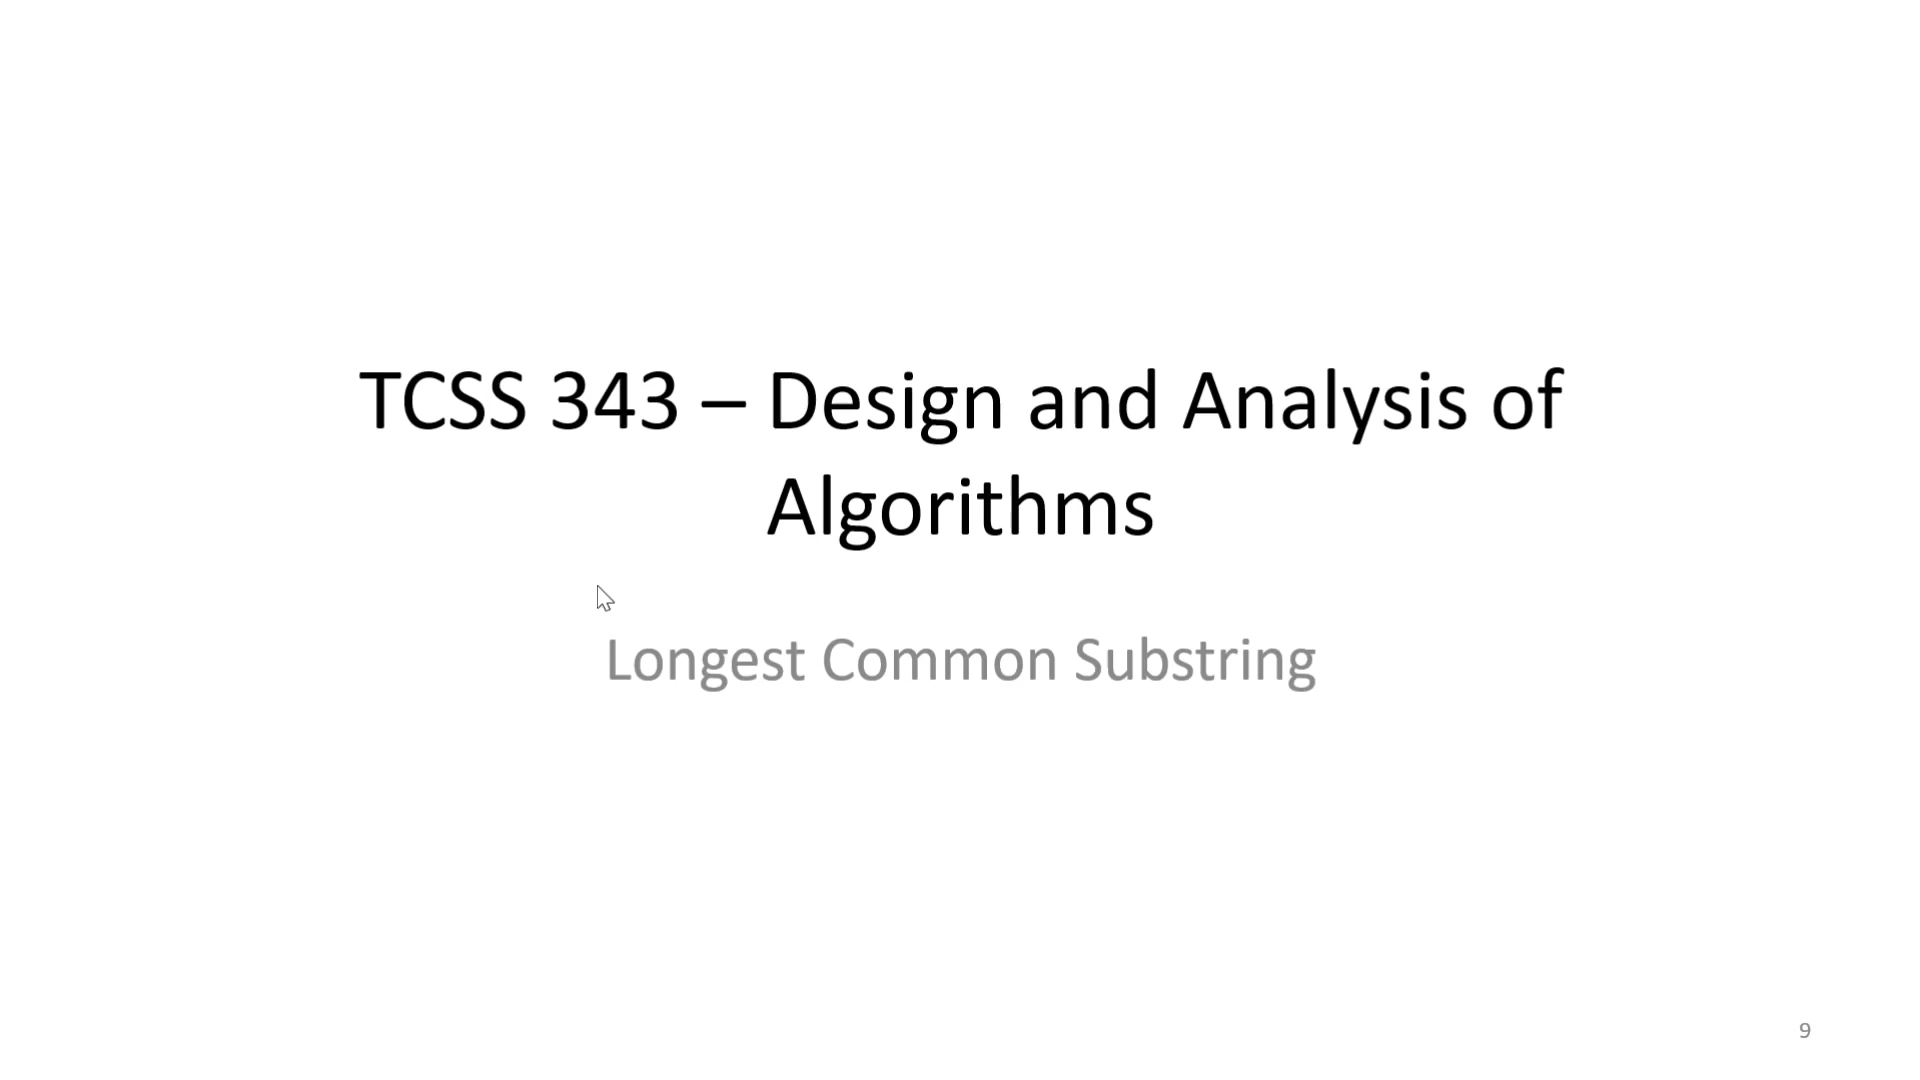 TCSS 343 – Design and Analysis of
Algorithms
Longest Common Substring
9